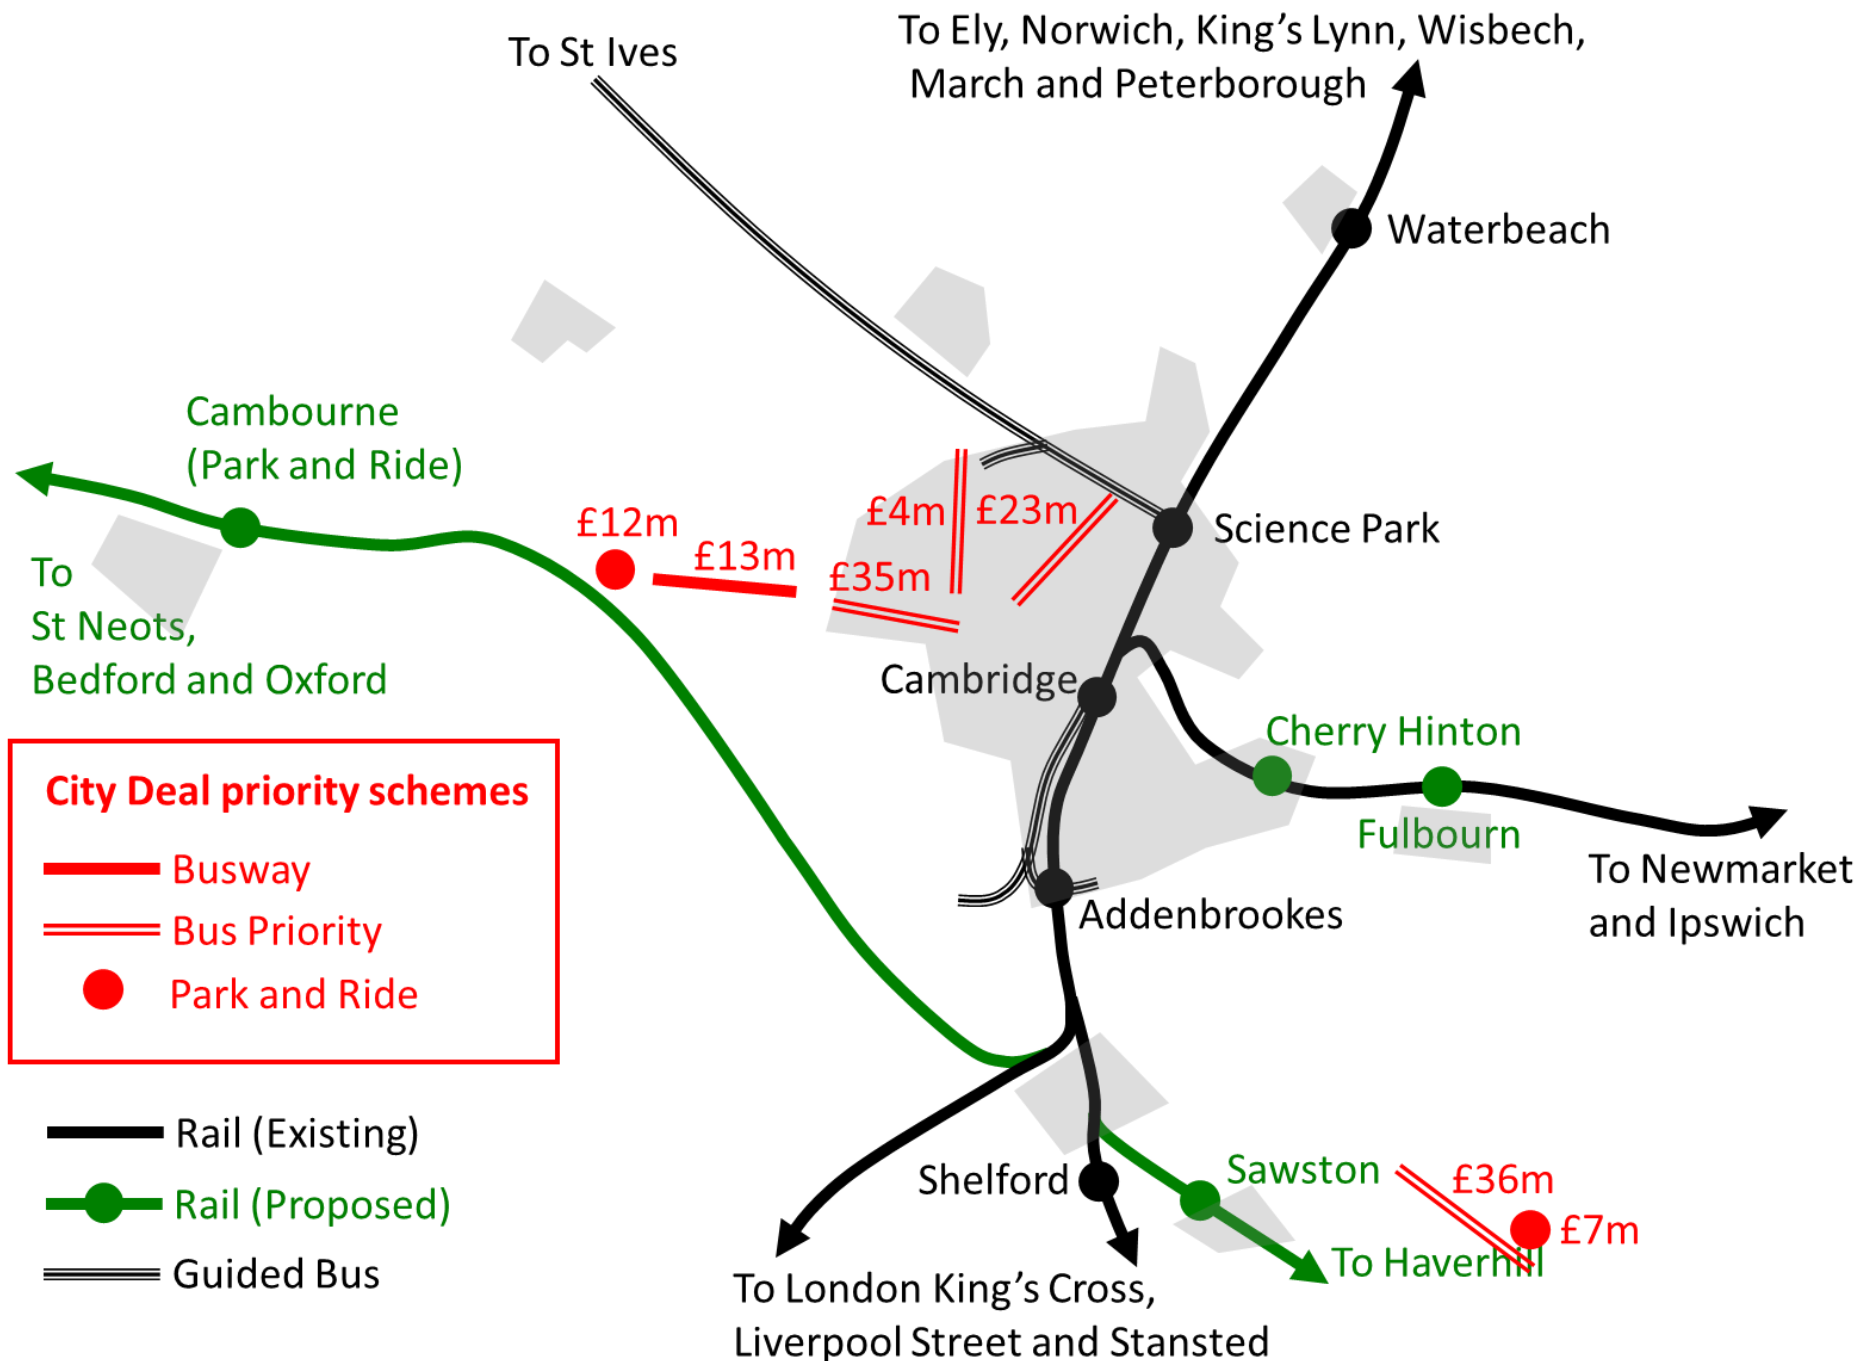 To St Ives
To Ely, Norwich, King's Lynn, Wisbech,
March and Peterborough
Waterbeach
Cambourne
(Park and Ride)
£12m
£13m
£4m
£23m
£35m
Science Park
To
St Neots,
Bedford and Oxford
Cambridge
Cherry Hinton
Fulbourn
To Newmarket
and Ipswich
City Deal priority schemes
Busway
Bus Priority
Park and Ride
Addenbrookes
Rail (Existing)
Rail (Proposed)
Guided Bus
Shelford
Sawston
£36m
£7m
To Haverhill
To London King’s Cross,
Liverpool Street and Stansted